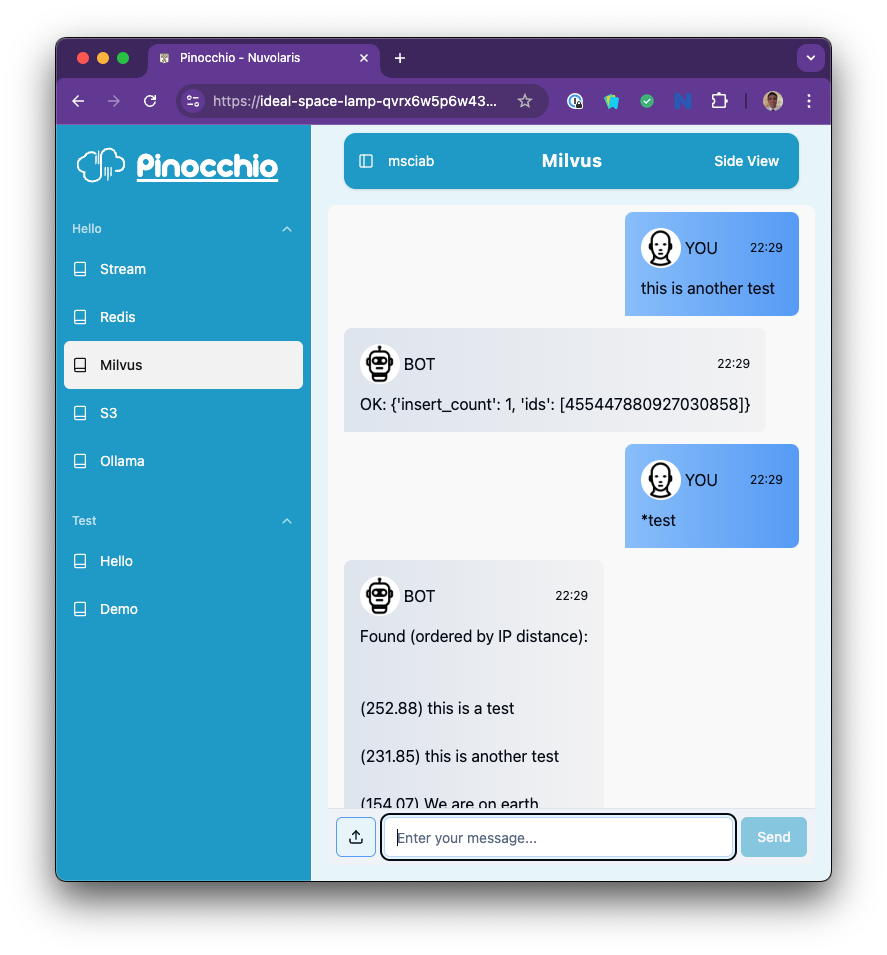 Pinocchio - Nuvolaris
https://ideal-space-lamp-qvrx6w5p6w43...
Pinocchio
Hello
Stream
Redis
Milvus
S3
Ollama
Test
Hello
Demo
msciab
Milvus
Side View
YOU 22:29
this is another test
BOT 22:29
OK: {'insert_count': 1, 'ids': [455447880927030858]}
YOU 22:29
*test
BOT 22:29
Found (ordered by IP distance):
(252.88) this is a test
(231.85) this is another test
(154.07) We are on earth
Enter your message...
Send